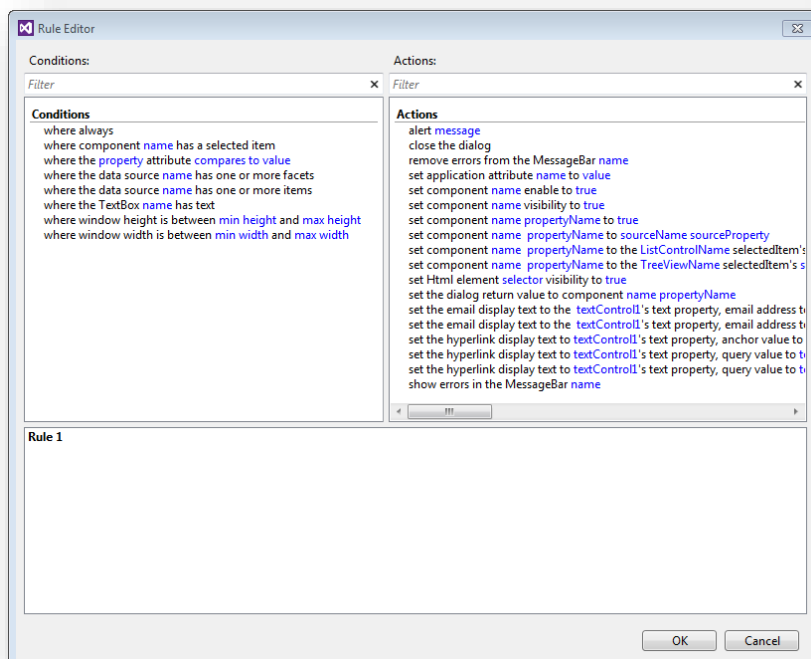 Rule Editor
Conditions:
Actions:
Filter
Filter
Conditions
where always
where component name has a selected item
where the property attribute compares to value
where the data source name has one or more facets
where the data source name has one or more items
where the TextBox name has text
where window height is between min height and max height
where window width is between min width and max width
Actions
alert message
close the dialog
remove errors from the MessageBar name
set application attribute name to value
set component name enable to true
set component name visibility to true
set component name propertyName to true
set component name propertyName to sourceName sourceProperty
set component name propertyName to the ListControlName selectedItem's
set component name propertyName to the TreeViewName selectedItem's s
set Html element selector visibility to true
set the dialog return value to component name propertyName
set the email display text to the textControl1's text property, email address to
set the email display text to the textControl1's text property, email address to
set the hyperlink display text to textControl1's text property, anchor value to
set the hyperlink display text to textControl1's text property, query value to t
set the hyperlink display text to textControl1's text property, query value to t
show errors in the MessageBar name
Rule 1
OK
Cancel